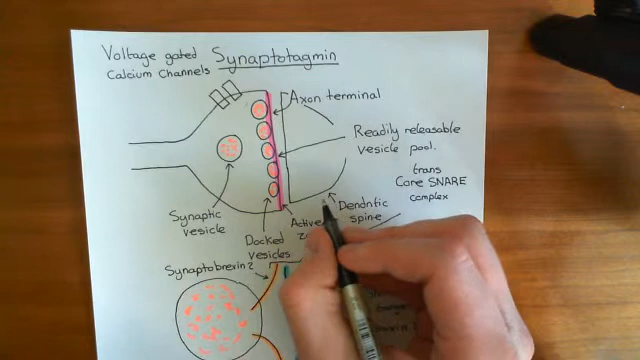 Voltage gated
Calcium Channels
Synaptotagmin
Axon terminal
Readily releasable
vesicle pool.
trans
Core SNARE
complex
Synaptic
vesicle
Docked
vesicles
Active
Dendritic
spine
Synaptobrevin 2